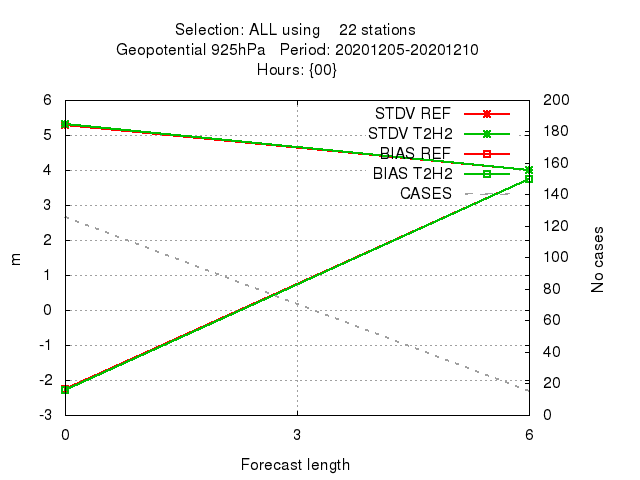 Selection: ALL using 22 stations
Geopotential 925hPa Period: 20201205-20201210
Hours: {00}
6
5
4
3
2
1
0
-1
-2
-3
m
STDV REF
STDV T2H2
BIAS REF
BIAS T2H2
CASES
200
180
160
140
120
100
80
60
40
20
0
No cases
0
3
6
Forecast length